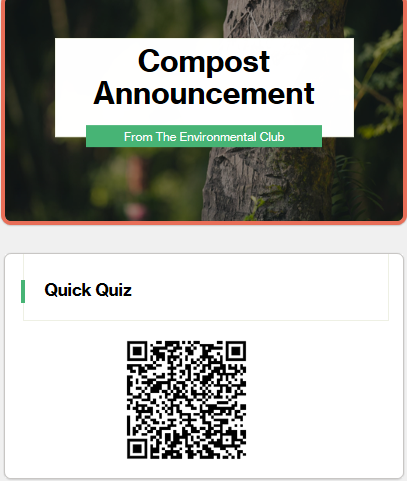 Compost
Announcement
From The Environmental Club
Quick Quiz